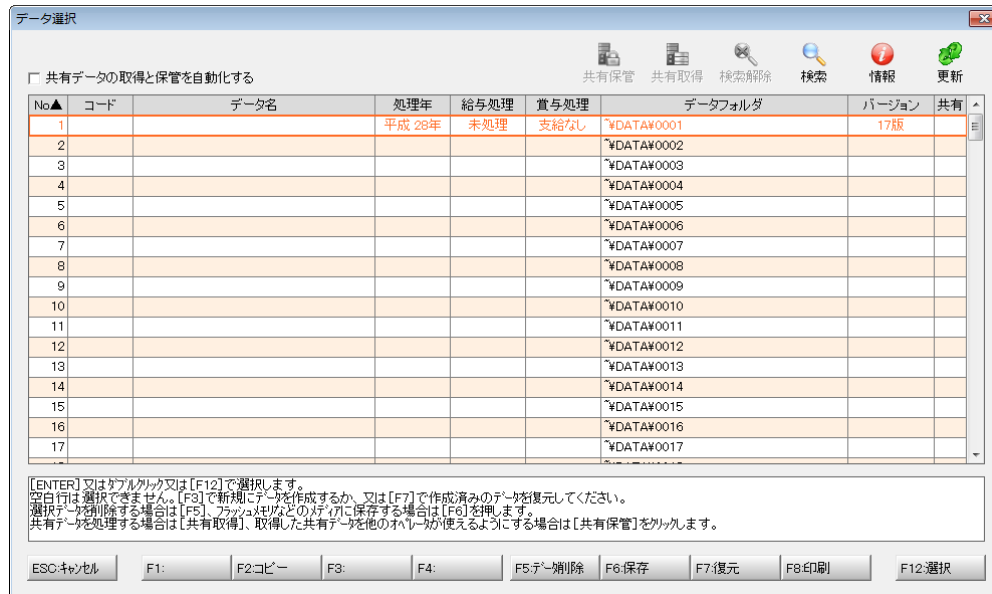 データ選択
共有データの取得と保管を自動化する
共有保管 共有取得 検索解除 検索 情報 更新
No▲ コード データ名 処理年 給与処理 賞与処理 データフォルダ バージョン 共有
1 平成 28年 未処理 支給なし ~¥DATA¥0001 17版
2 ~¥DATA¥0002
3 ~¥DATA¥0003
4 ~¥DATA¥0004
5 ~¥DATA¥0005
6 ~¥DATA¥0006
7 ~¥DATA¥0007
8 ~¥DATA¥0008
9 ~¥DATA¥0009
10 ~¥DATA¥0010
11 ~¥DATA¥0011
12 ~¥DATA¥0012
13 ~¥DATA¥0013
14 ~¥DATA¥0014
15 ~¥DATA¥0015
16 ~¥DATA¥0016
17 ~¥DATA¥0017
[ENTER]又はダブルクリック又は[F12]で選択します。
空白行は選択できません。[F3]で新規にデータを作成するか、又は[F7]で作成済みのデータを復元してください。
選択データを削除する場合は[F5]、フラッシュメモリなどのメディアに保存する場合は[F6]を押します。
共有データを処理する場合は[共有取得]、取得した共有データを他のオペレータが使えるようにする場合は[共有保管]をクリックします。
ESC:キャンセル F1: F2:コピー F3: F4: F5:データ削除 F6:保存 F7:復元 F8:印刷 F12:選択